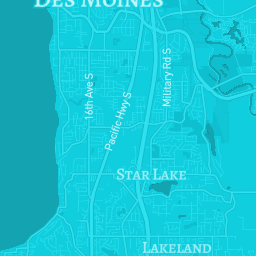 Des Moines
16th Ave S
Pacific Hwy S
Military Rd S
Star Lake
Lakeland